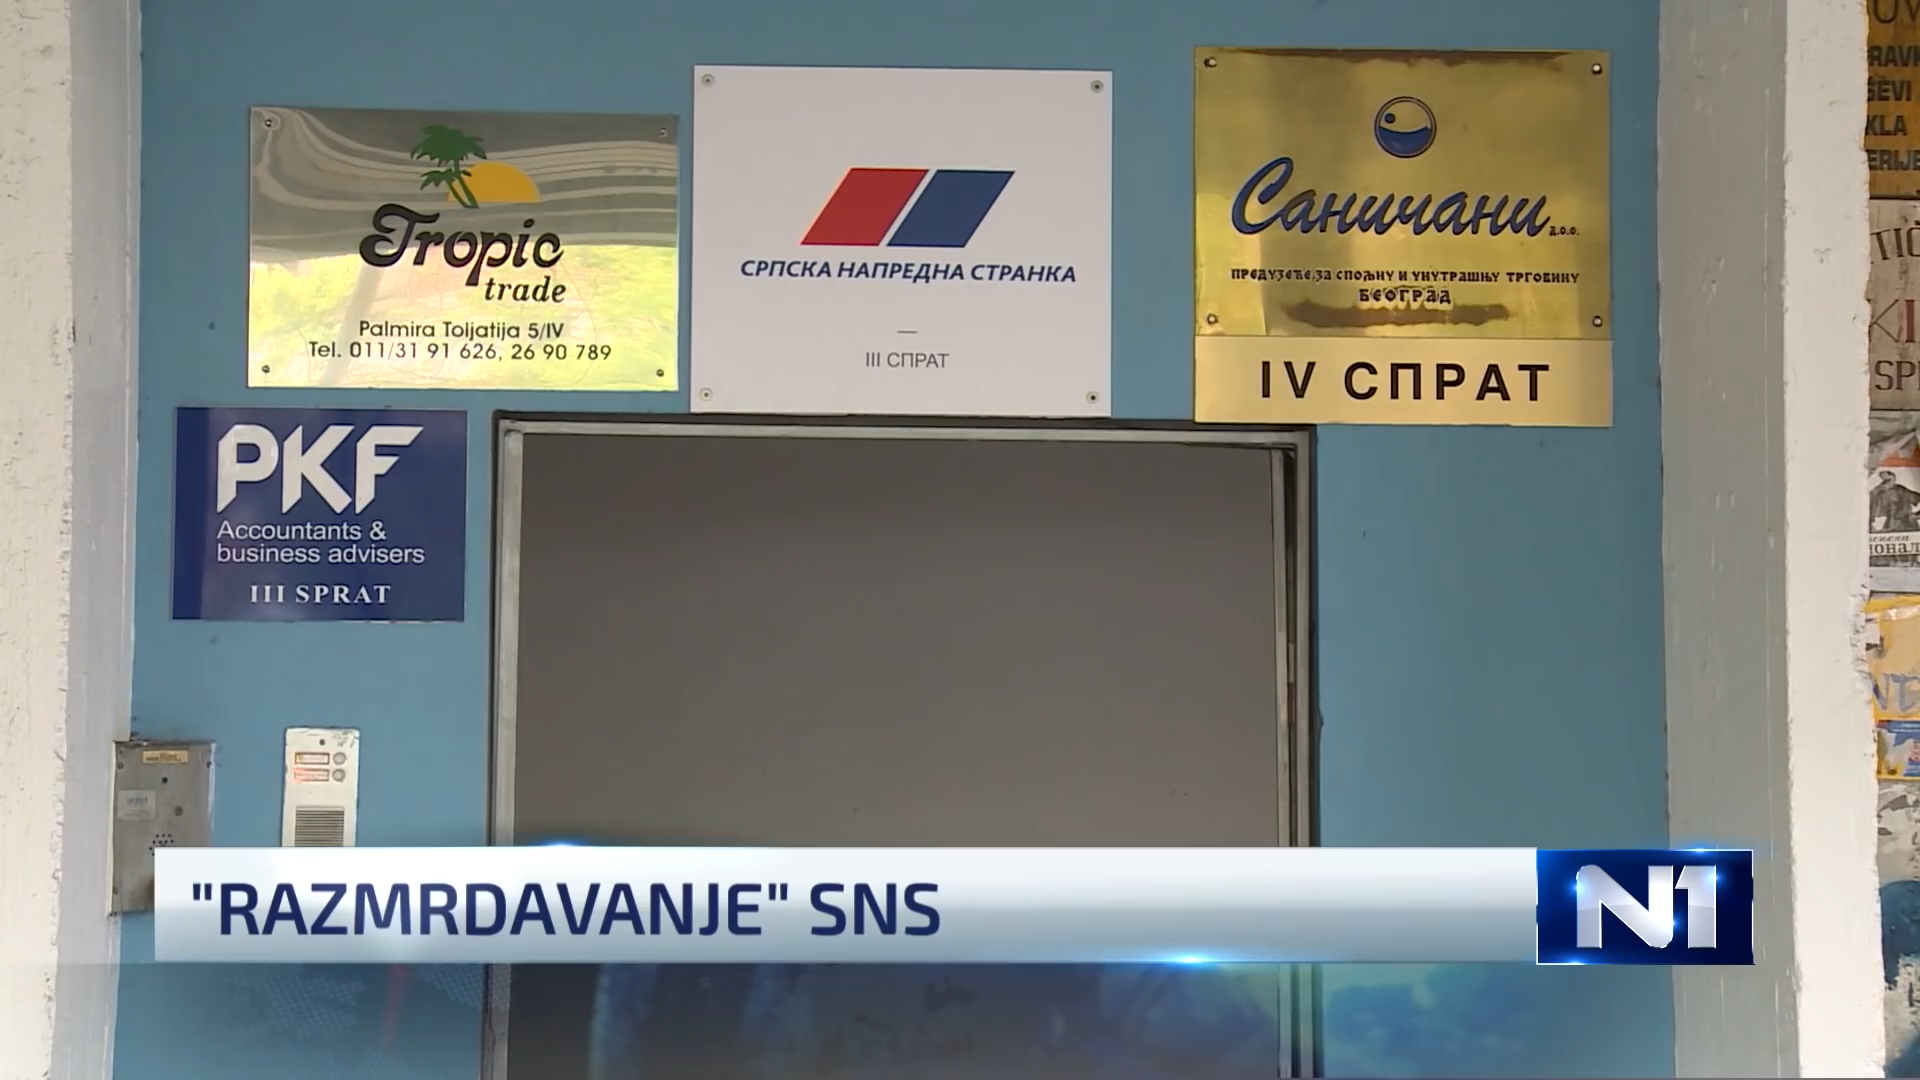 Tropic
trade
Palmira Toljatija 5/IV
Tel. 011/31 91 626, 26 90 789
СРПСКА НАПРЕДНА СТРАНКА
III СПРАТ
Саничани д.о.о.
ПРЕДУЗЕЋЕ ЗА СПОЉНУ И УНУТРАШЊУ ТРГОВИНУ
БЕОГРАД
IV СПРАТ
PKF
Accountants &
business advisers
III SPRAT
"RAZMRDAVANJE" SNS
N1